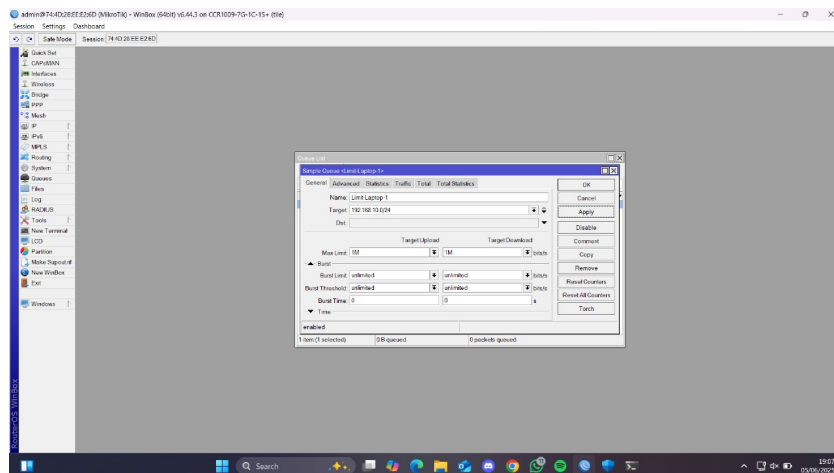 admin@74:4D:28:EE:E2:6D (MikroTik) - WinBox (64bit) v6.44.3 on CCR1009-7G-1C-1S+ (tile)
Session Settings Dashboard
Safe Mode Session: 74:4D:28:EE:E2:6D
Quick Set
CAPsMAN
Interfaces
Wireless
Bridge
PPP
Mesh
IP
IPv6
MPLS
Routing
System
Queues
Files
Log
RADIUS
Tools
New Terminal
LCD
Partition
Make Supout.rif
New WinBox
Exit
Windows
RouterOS WinBox
Queue List
Simple Queue <Limit-Laptop-1>
General Advanced Statistics Traffic Total Total Statistics
Name: Limit-Laptop-1
Target: 192.168.10.0/24
Dst:
Target Upload Target Download
Max Limit: 1M 1M bits/s
Burst
Burst Limit: unlimited unlimited bits/s
Burst Threshold: unlimited unlimited bits/s
Burst Time: 0 0 s
Time
OK
Cancel
Apply
Disable
Comment
Copy
Remove
Reset Counters
Reset All Counters
Torch
enabled
1 item (1 selected) 0 B queued 0 packets queued
Search
19:07
05/06/2025